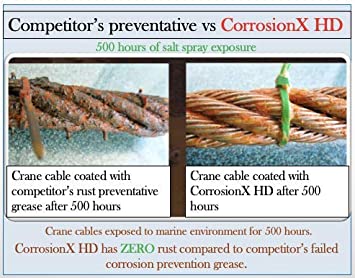 Competitor's preventative vs CorrosionX HD
500 hours of salt spray exposure
Crane cable coated with
competitor's rust preventative
grease after 500 hours
Crane cable coated with
CorrosionX HD after 500
hours
Crane cables exposed to marine environment for 500 hours.
CorrosionX HD has ZERO rust compared to competitor's failed
corrosion prevention grease.